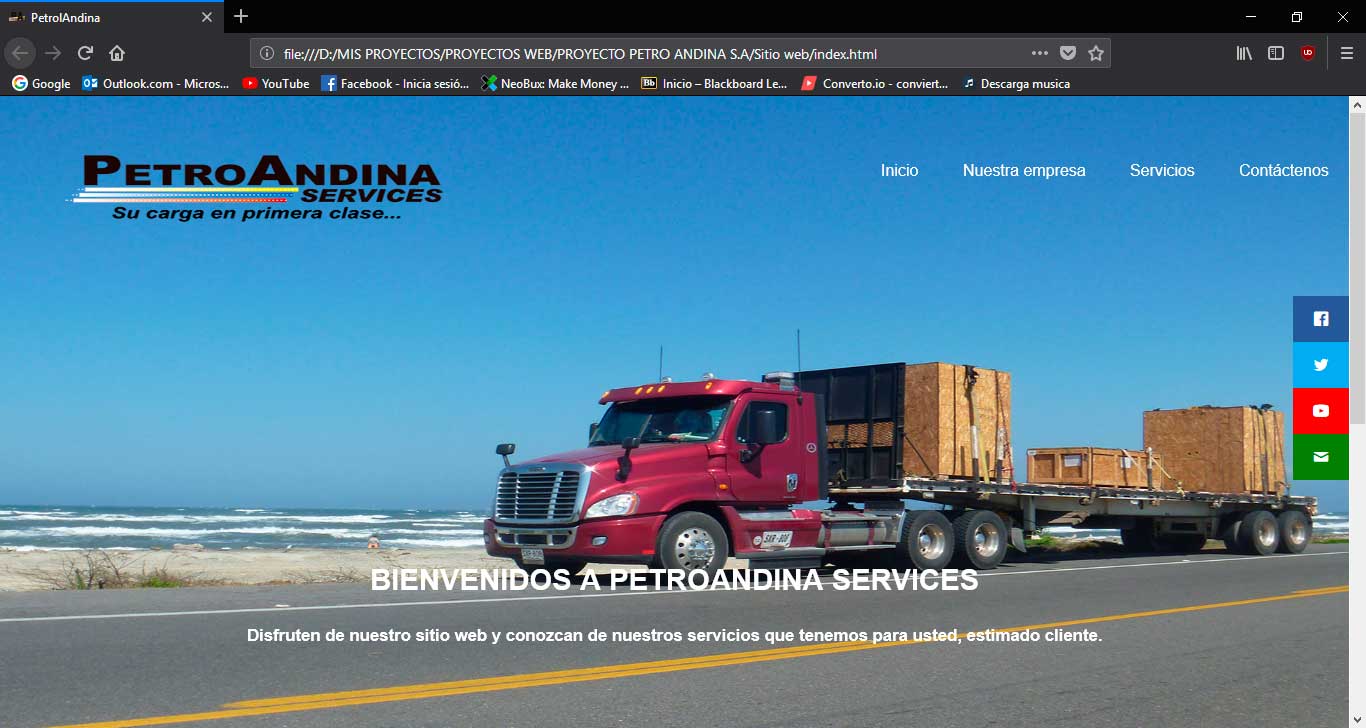 PetrolAndina
file:///D:/MIS PROYECTOS/PROYECTOS WEB/PROYECTO PETRO ANDINA S.A/Sitio web/index.html
Google
Outlook.com - Micros...
YouTube
Facebook - Inicia sesió...
NeoBux: Make Money ...
Bb
Inicio – Blackboard Le...
Converto.io - conviert...
Descarga musica
PETROANDINA
SERVICES
Su carga en primera clase...
Inicio
Nuestra empresa
Servicios
Contáctenos
BIENVENIDOS A PETROANDINA SERVICES
Disfruten de nuestro sitio web y conozcan de nuestros servicios que tenemos para usted, estimado cliente.